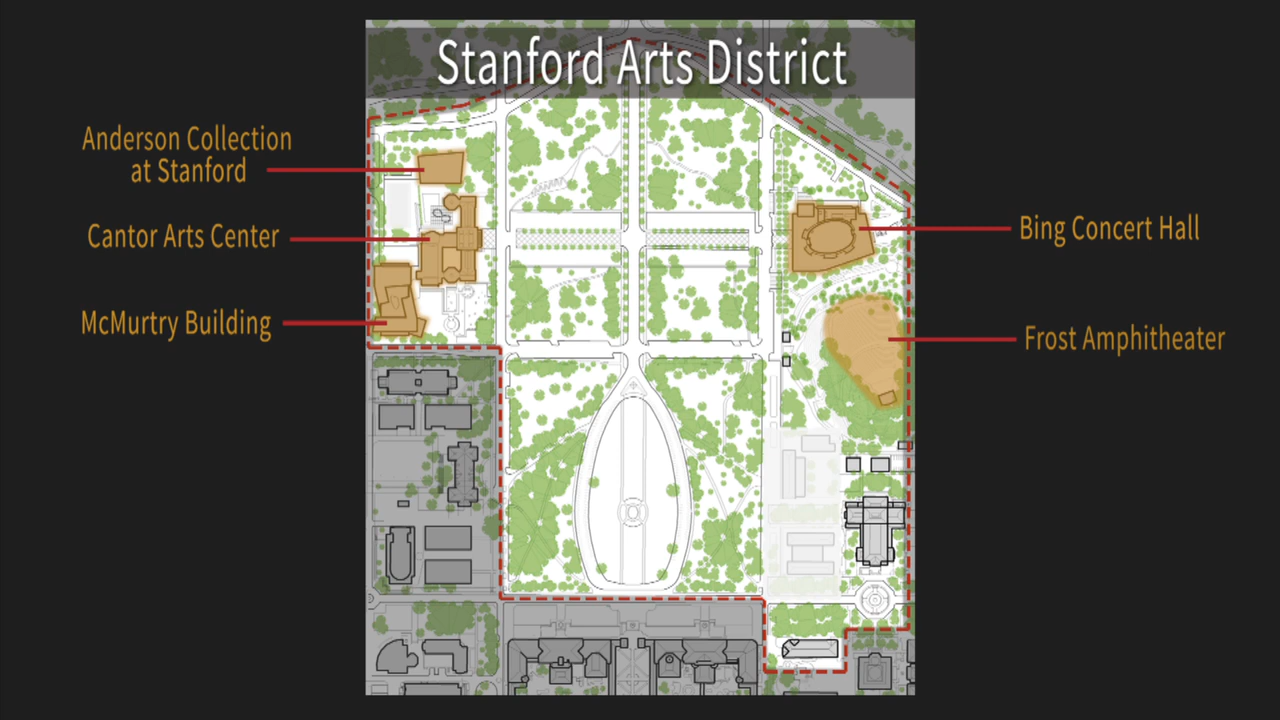 Stanford Arts District
Anderson Collection
at Stanford
Cantor Arts Center
McMurtry Building
Bing Concert Hall
Frost Amphitheater